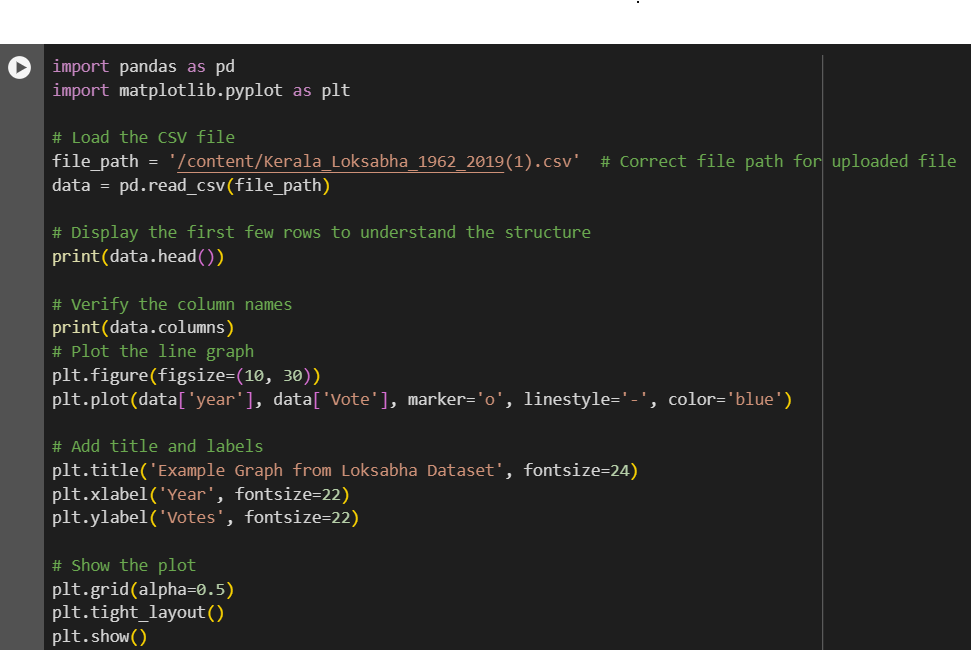 import pandas as pd
import matplotlib.pyplot as plt
# Load the CSV file
file_path = '/content/Kerala_Loksabha_1962_2019(1).csv'  # Correct file path for uploaded file
data = pd.read_csv(file_path)
# Display the first few rows to understand the structure
print(data.head())
# Verify the column names
print(data.columns)
# Plot the line graph
plt.figure(figsize=(10, 30))
plt.plot(data['year'], data['Vote'], marker='o', linestyle='-', color='blue')
# Add title and labels
plt.title('Example Graph from Loksabha Dataset', fontsize=24)
plt.xlabel('Year', fontsize=22)
plt.ylabel('Votes', fontsize=22)
# Show the plot
plt.grid(alpha=0.5)
plt.tight_layout()
plt.show()